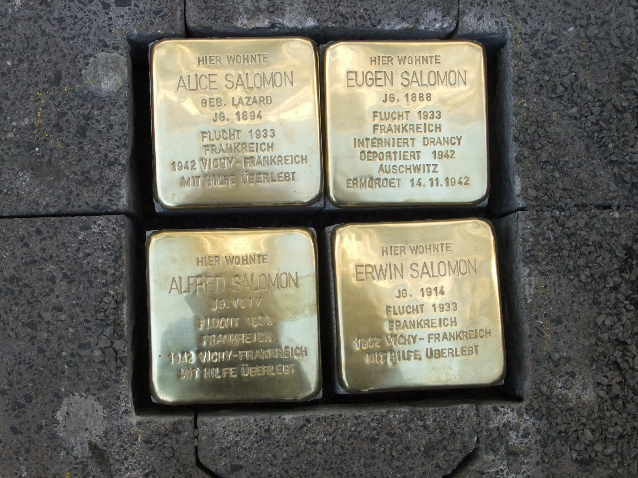 HIER WOHNTE
ALICE SALOMON
GEB. LAZARD
JG. 1894
FLUCHT 1933
FRANKREICH
1942 VICHY-FRANKREICH
MIT HILFE ÜBERLEBT
HIER WOHNTE
EUGEN SALOMON
JG. 1888
FLUCHT 1933
FRANKREICH
INTERNIERT DRANCY
DEPORTIERT 1942
AUSCHWITZ
ERMORDET 14.11.1942
HIER WOHNTE
ALFRED SALOMON
JG.
FLUCHT
FRANKREICH
1942 VICHY-FRANKREICH
MIT HILFE ÜBERLEBT
HIER WOHNTE
ERWIN SALOMON
JG. 1914
FLUCHT 1933
FRANKREICH
1942 VICHY-FRANKREICH
MIT HILFE ÜBERLEBT